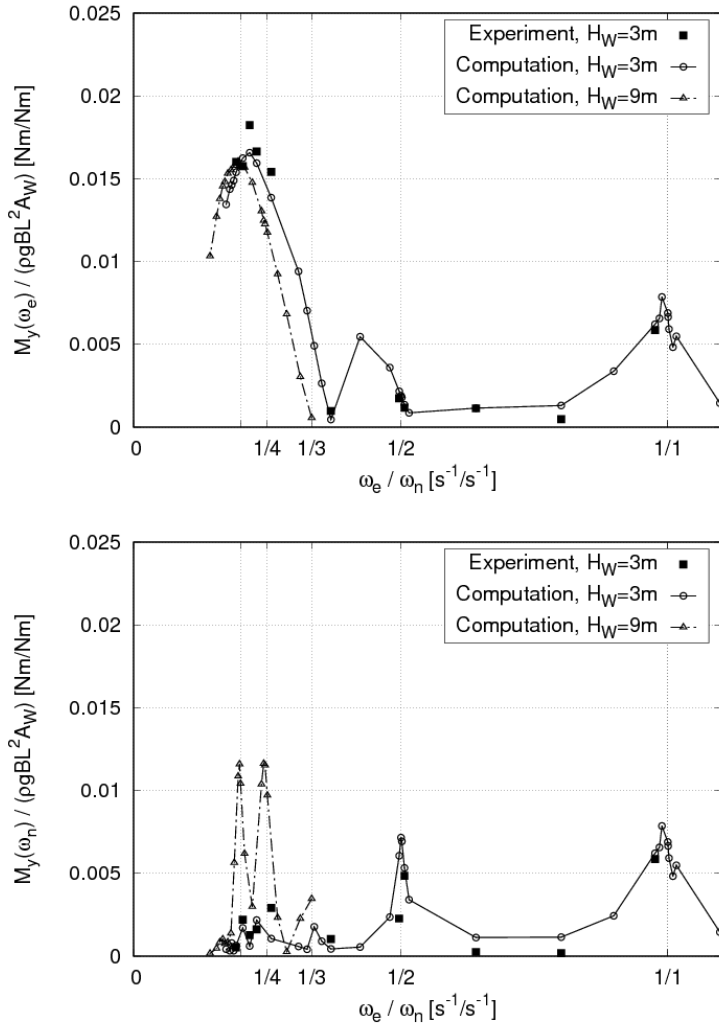 Experiment, H_W=3m
Computation, H_W=3m
Computation, H_W=9m
0.025
0.02
0.015
0.01
0.005
0
M_y(ω_e) / (ρgBL²A_W) [Nm/Nm]
0 1/4 1/3 1/2 1/1
ω_e / ω_n [s⁻¹/s⁻¹]
Experiment, H_W=3m
Computation, H_W=3m
Computation, H_W=9m
0.025
0.02
0.015
0.01
0.005
0
M_y(ω_n) / (ρgBL²A_W) [Nm/Nm]
0 1/4 1/3 1/2 1/1
ω_e / ω_n [s⁻¹/s⁻¹]